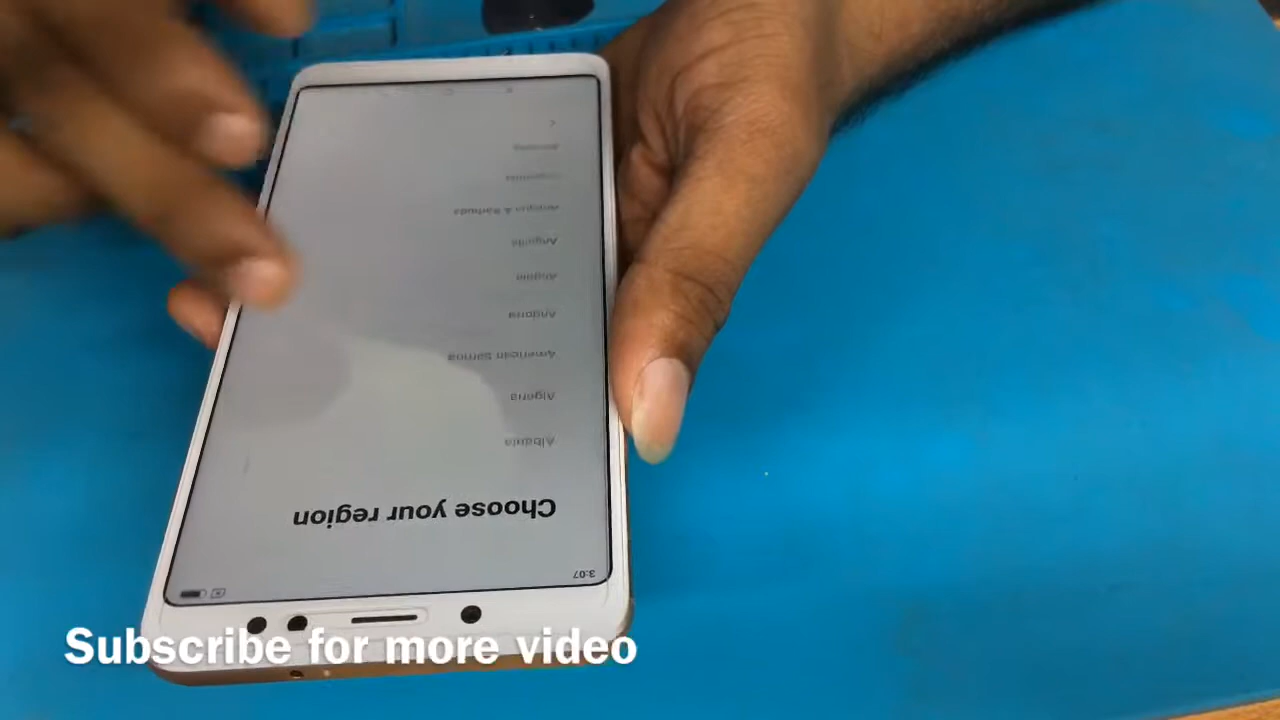 3:07
Choose your region
Albania
Algeria
American Samoa
Andorra
Angola
Anguilla
Antigua & Barbuda
Subscribe for more video